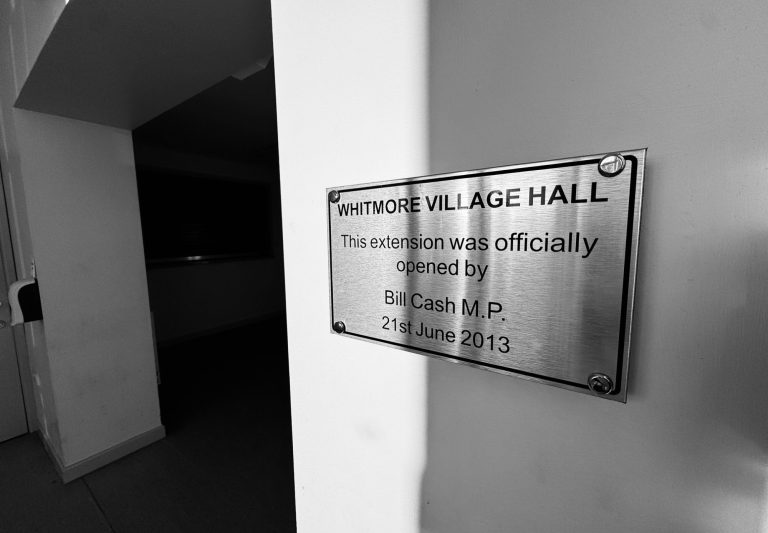 WHITMORE VILLAGE HALL
This extension was officially
opened by
Bill Cash M.P.
21st June 2013